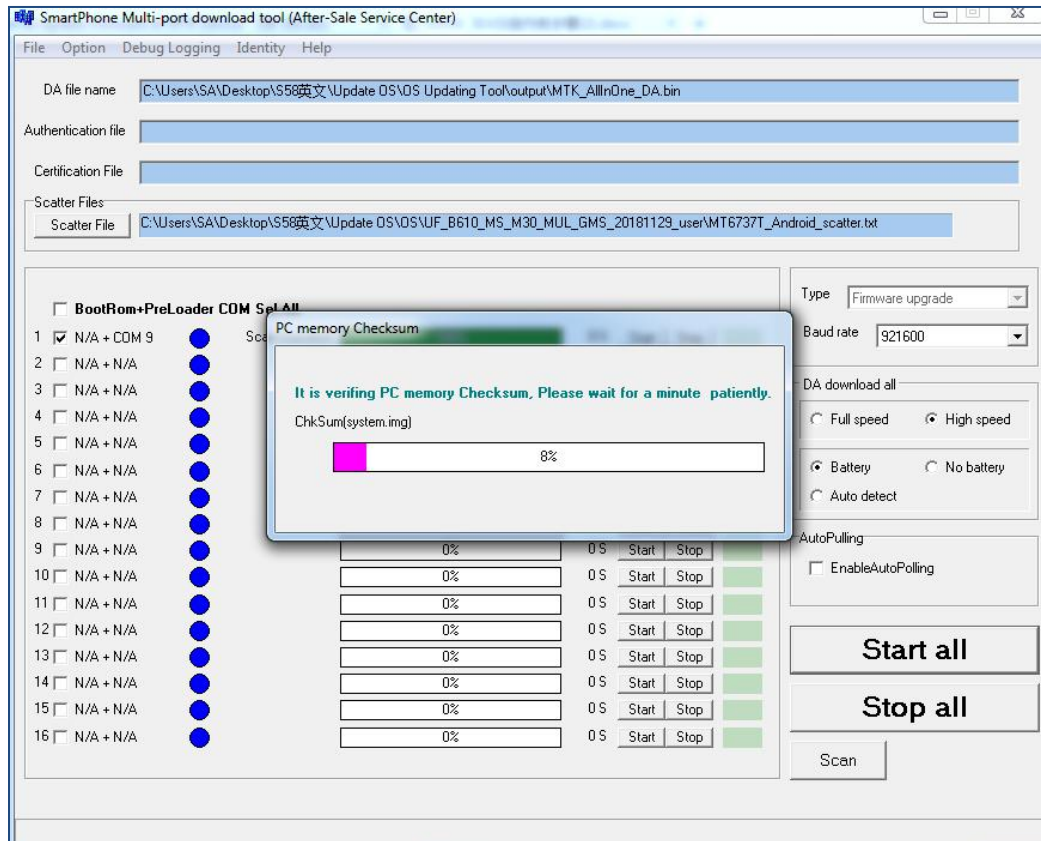 SmartPhone Multi-port download tool (After-Sale Service Center)
File Option Debug Logging Identity Help
DA file name C:\Users\SA\Desktop\S58英文\Update OS\OS Updating Tool\output\MTK_AllInOne_DA.bin
Authentication file
Certification File
Scatter Files
Scatter File C:\Users\SA\Desktop\S58英文\Update OS\OS\UF_B610_MS_M30_MUL_GMS_20181129_user\MT6737T_Android_scatter.txt
BootRom+PreLoader COM Sel All
1 N/A + COM 9 Sca
2 N/A + N/A
3 N/A + N/A
4 N/A + N/A
5 N/A + N/A
6 N/A + N/A
7 N/A + N/A
8 N/A + N/A
9 N/A + N/A 0% 0 S Start Stop
10 N/A + N/A 0% 0 S Start Stop
11 N/A + N/A 0% 0 S Start Stop
12 N/A + N/A 0% 0 S Start Stop
13 N/A + N/A 0% 0 S Start Stop
14 N/A + N/A 0% 0 S Start Stop
15 N/A + N/A 0% 0 S Start Stop
16 N/A + N/A 0% 0 S Start Stop
PC memory Checksum
It is verifing PC memory Checksum, Please wait for a minute patiently.
ChkSum(system.img)
8%
Type Firmware upgrade
Baud rate 921600
DA download all
Full speed High speed
Battery No battery
Auto detect
AutoPulling
EnableAutoPolling
Start all
Stop all
Scan